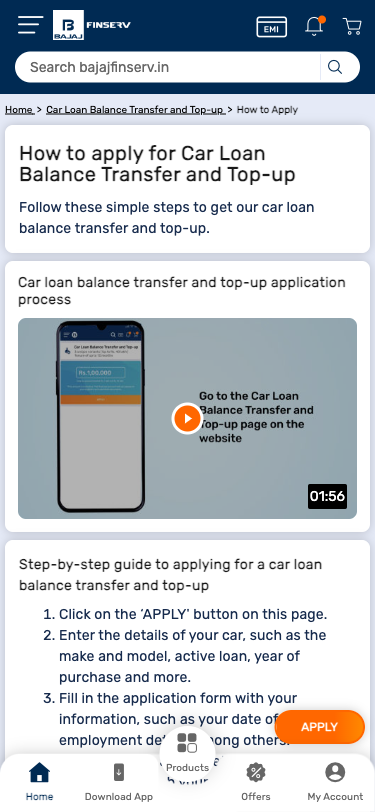 B
BAJAJ
FINSERV
EMI
Search bajajfinserv.in
Home > Car Loan Balance Transfer and Top-up > How to Apply
How to apply for Car Loan
Balance Transfer and Top-up
Follow these simple steps to get our car loan
balance transfer and top-up.
Car loan balance transfer and top-up application
process
Car Loan Balance Transfer and Top-up
Rs.1,00,000
Go to the Car Loan
Balance Transfer and
Top-up page on the
website
01:56
Step-by-step guide to applying for a car loan
balance transfer and top-up
1. Click on the ‘APPLY’ button on this page.
2. Enter the details of your car, such as the
make and model, active loan, year of
purchase and more.
3. Fill in the application form with your
information, such as your date of
employment
others.
APPLY
Products
Home
Download App
Offers
My Account